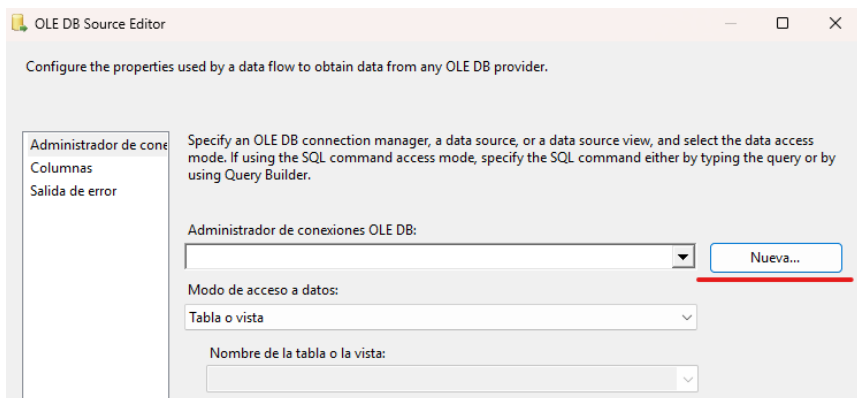 OLE DB Source Editor
Configure the properties used by a data flow to obtain data from any OLE DB provider.
Administrador de cone
Columnas
Salida de error
Specify an OLE DB connection manager, a data source, or a data source view, and select the data access
mode. If using the SQL command access mode, specify the SQL command either by typing the query or by
using Query Builder.
Administrador de conexiones OLE DB:
Nueva...
Modo de acceso a datos:
Tabla o vista
Nombre de la tabla o la vista: